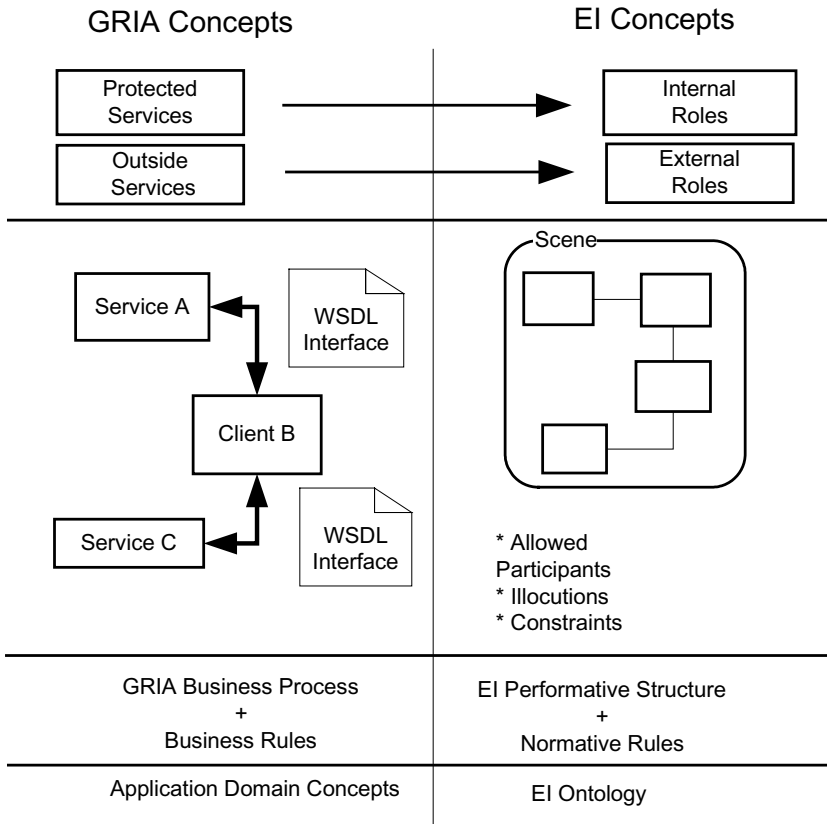 GRIA Concepts
EI Concepts
Protected
Services
Internal
Roles
Outside
Services
External
Roles
Scene
Service A
WSDL
Interface
Client B
Service C
WSDL
Interface
* Allowed
Participants
* Illocutions
* Constraints
GRIA Business Process
+
Business Rules
EI Performative Structure
+
Normative Rules
Application Domain Concepts
EI Ontology